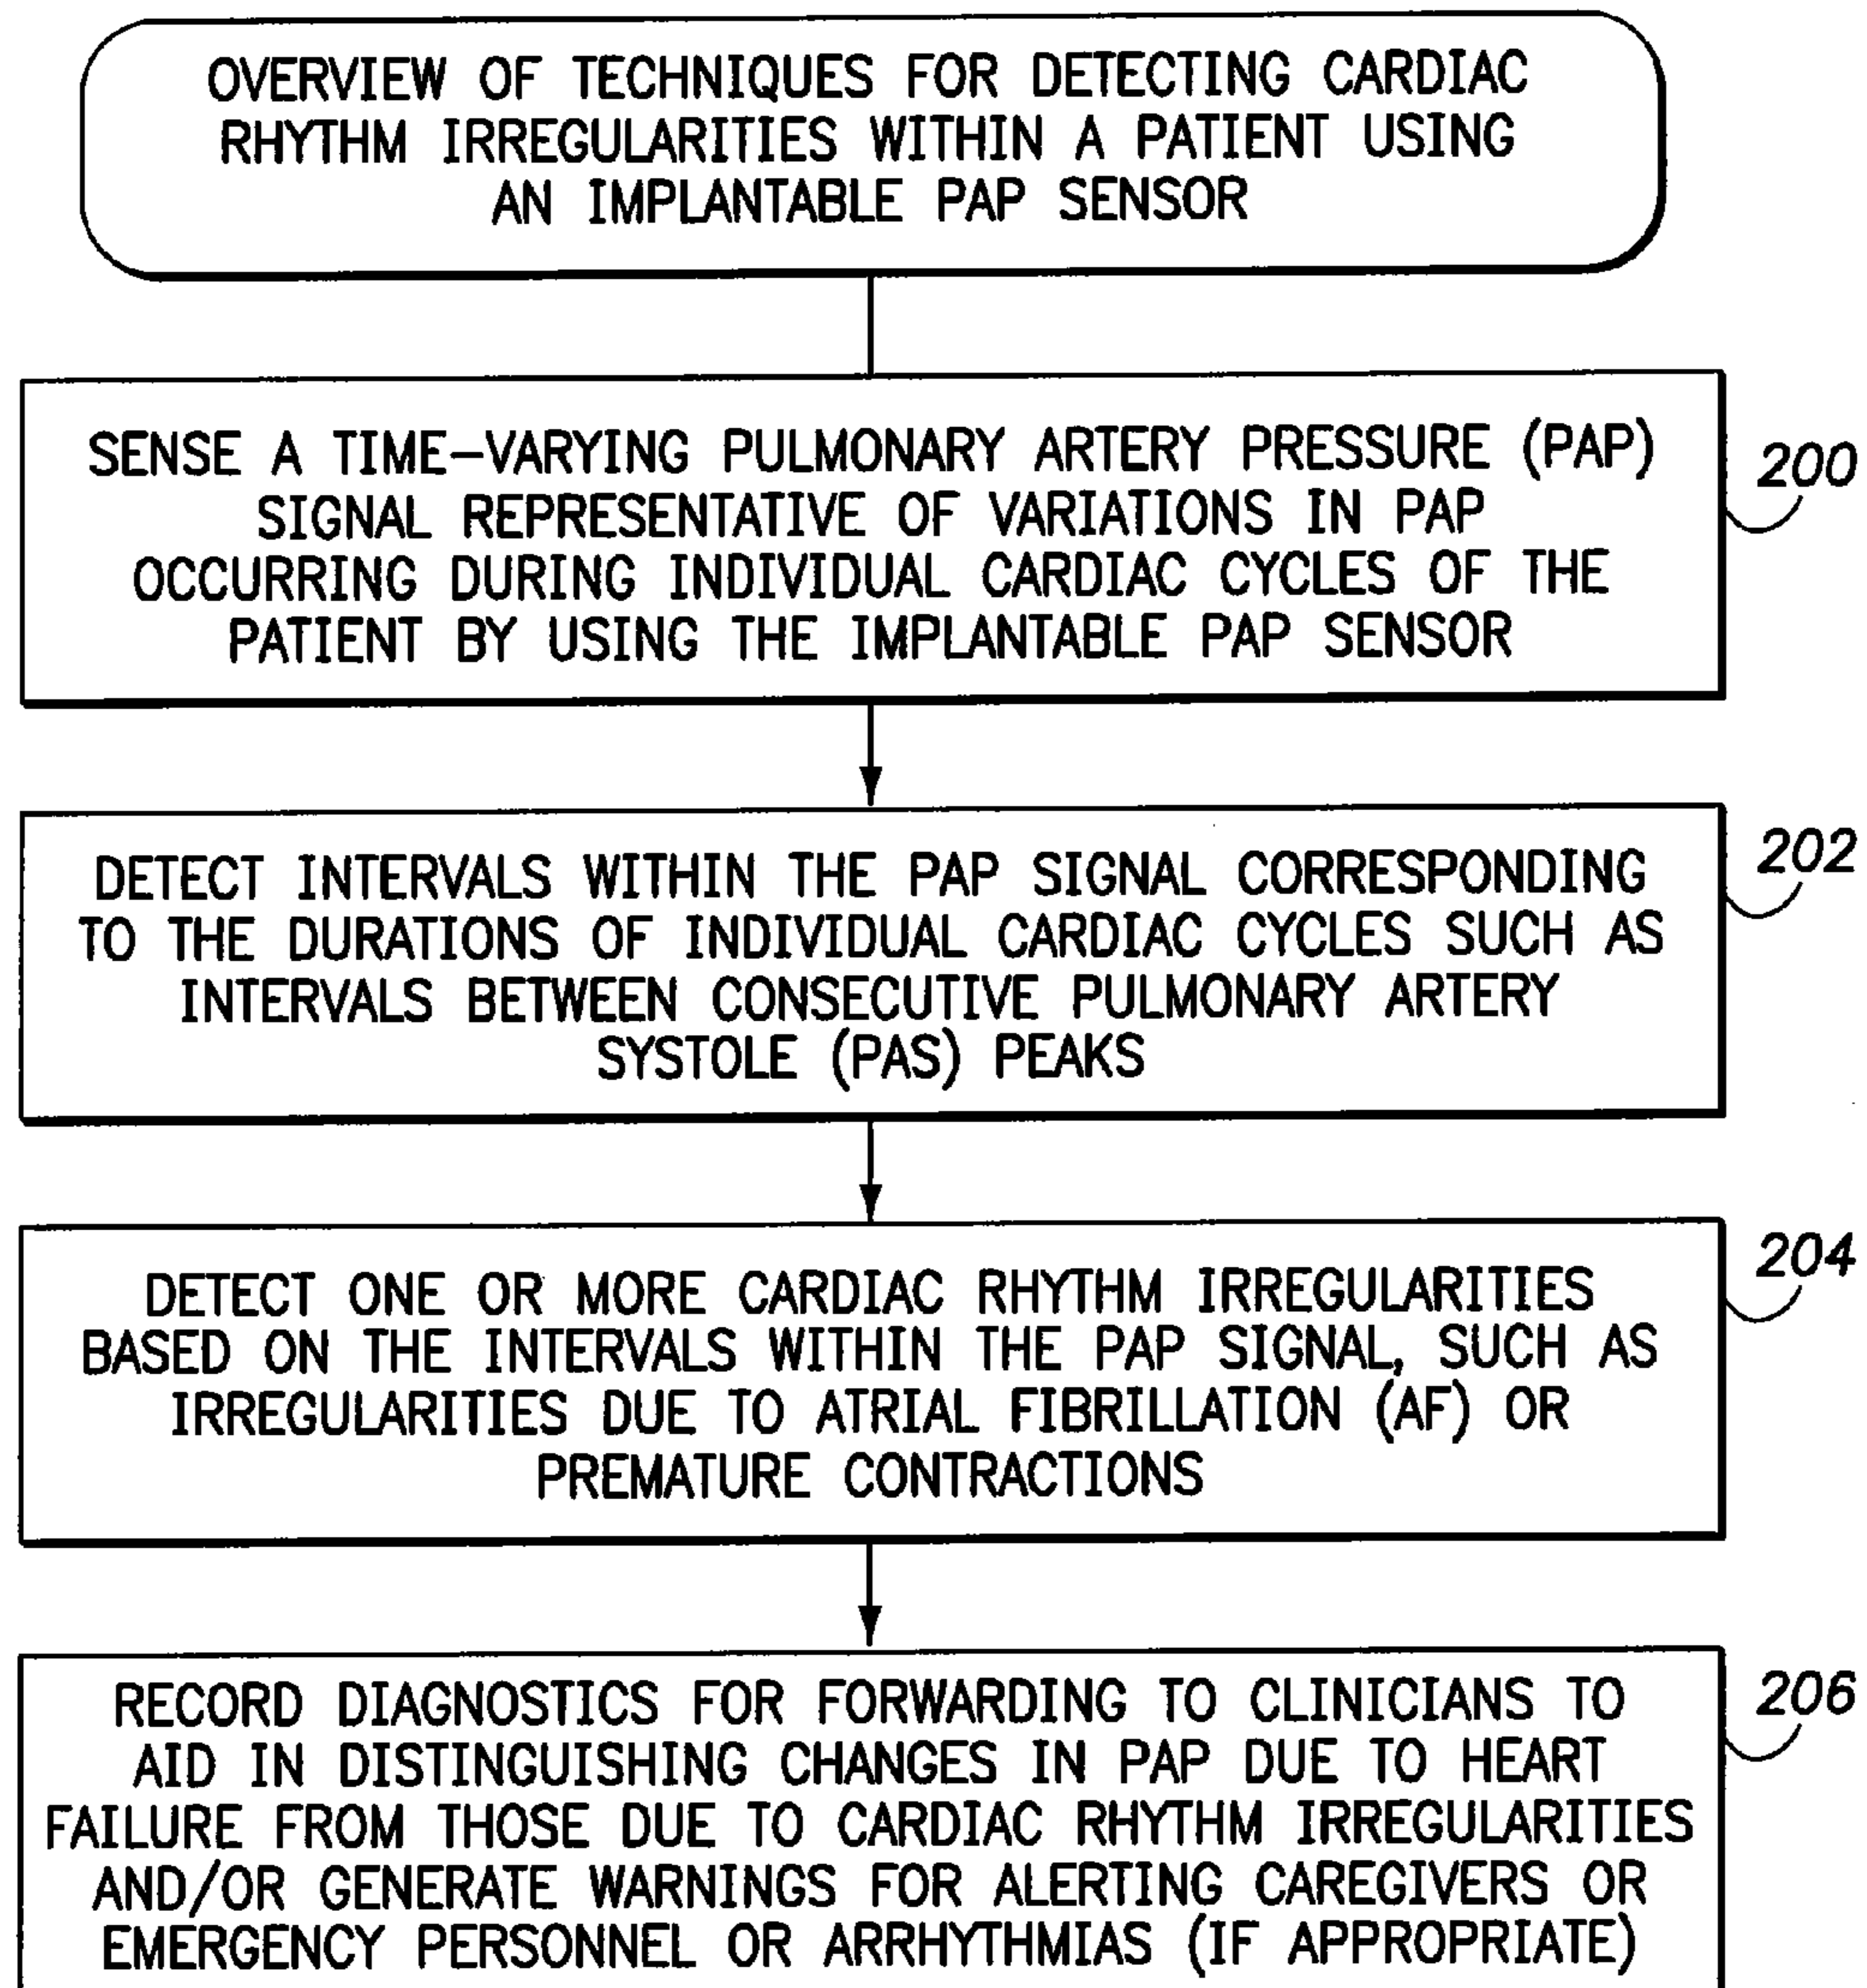 OVERVIEW OF TECHNIQUES FOR DETECTING CARDIAC
RHYTHM IRREGULARITIES WITHIN A PATIENT USING
AN IMPLANTABLE PAP SENSOR
SENSE A TIME-VARYING PULMONARY ARTERY PRESSURE (PAP)
SIGNAL REPRESENTATIVE OF VARIATIONS IN PAP
OCCURRING DURING INDIVIDUAL CARDIAC CYCLES OF THE
PATIENT BY USING THE IMPLANTABLE PAP SENSOR
200
DETECT INTERVALS WITHIN THE PAP SIGNAL CORRESPONDING
TO THE DURATIONS OF INDIVIDUAL CARDIAC CYCLES SUCH AS
INTERVALS BETWEEN CONSECUTIVE PULMONARY ARTERY
SYSTOLE (PAS) PEAKS
202
DETECT ONE OR MORE CARDIAC RHYTHM IRREGULARITIES
BASED ON THE INTERVALS WITHIN THE PAP SIGNAL, SUCH AS
IRREGULARITIES DUE TO ATRIAL FIBRILLATION (AF) OR
PREMATURE CONTRACTIONS
204
RECORD DIAGNOSTICS FOR FORWARDING TO CLINICIANS TO
AID IN DISTINGUISHING CHANGES IN PAP DUE TO HEART
FAILURE FROM THOSE DUE TO CARDIAC RHYTHM IRREGULARITIES
AND/OR GENERATE WARNINGS FOR ALERTING CAREGIVERS OR
EMERGENCY PERSONNEL OR ARRHYTHMIAS (IF APPROPRIATE)
206